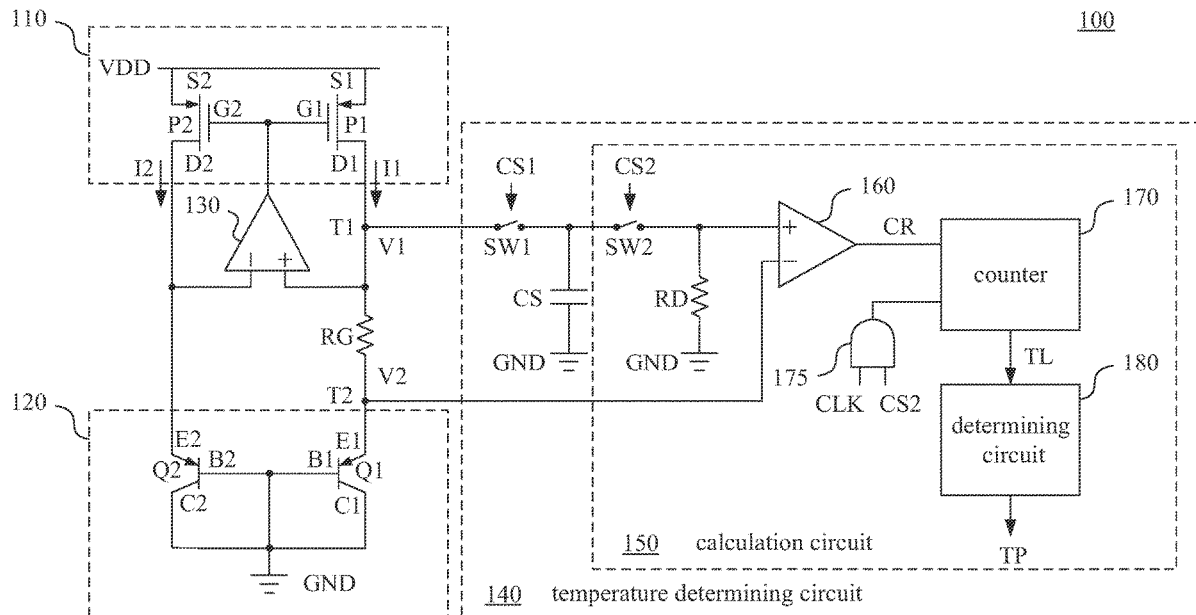 100
110
VDD
S2
S1
G2
G1
P2
P1
D2
D1
I2
I1
130
T1
V1
RG
V2
T2
120
E2
E1
B2
B1
Q2
Q1
C2
C1
GND
CS1
CS2
SW1
SW2
CS
RD
GND
GND
160
CR
170
counter
175
CLK
CS2
TL
180
determining
circuit
TP
150 calculation circuit
140 temperature determining circuit